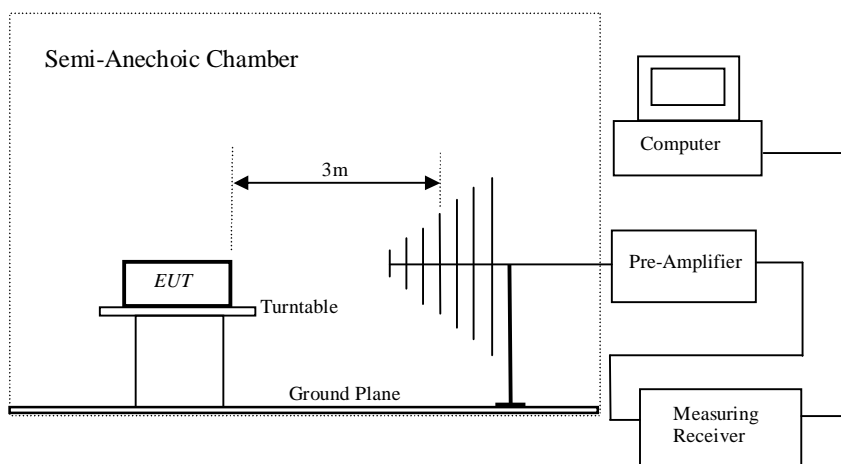 Semi-Anechoic Chamber
Computer
3m
Pre-Amplifier
EUT
Turntable
Ground Plane
Measuring
Receiver